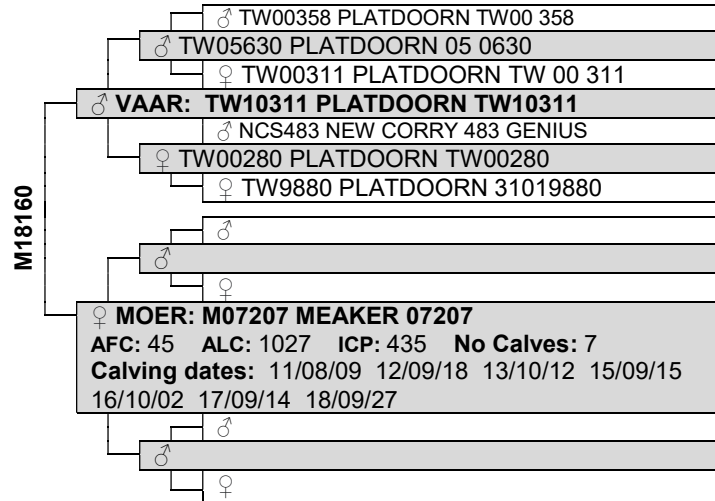 ♂ TW00358 PLATDOORN TW00 358
♂ TW05630 PLATDOORN 05 0630
♀ TW00311 PLATDOORN TW 00 311
♂ VAAR: TW10311 PLATDOORN TW10311
♂ NCS483 NEW CORRY 483 GENIUS
♀ TW00280 PLATDOORN TW00280
♀ TW9880 PLATDOORN 31019880
M18160
♂
♂
♀
♀ MOER: M07207 MEAKER 07207
AFC: 45 ALC: 1027 ICP: 435 No Calves: 7
Calving dates: 11/08/09 12/09/18 13/10/12 15/09/15
16/10/02 17/09/14 18/09/27
♂
♂
♀